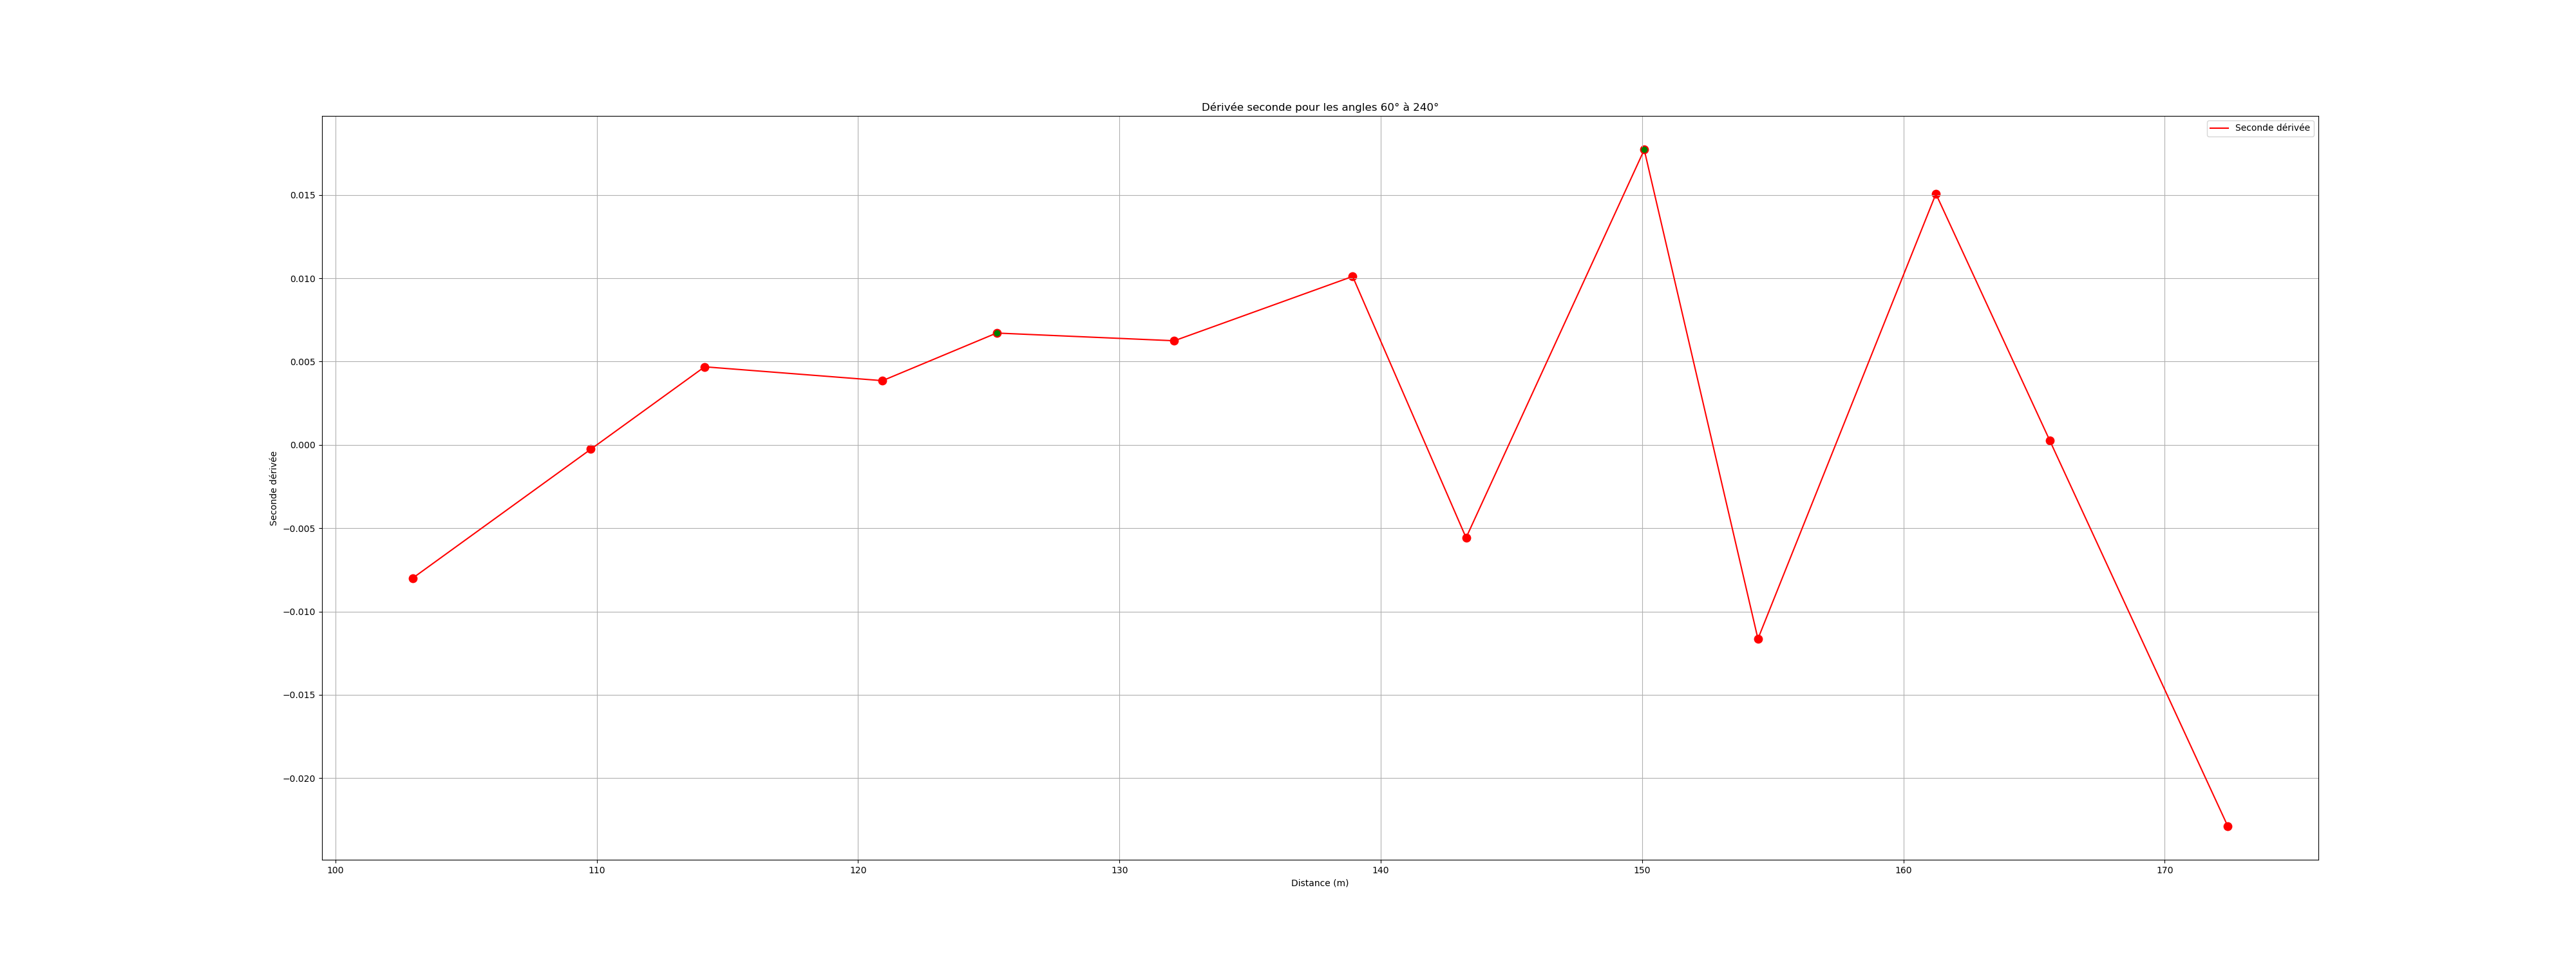 Dérivée seconde pour les angles 60° à 240°
Seconde dérivée
0.015
0.010
0.005
0.000
−0.005
−0.010
−0.015
−0.020
Seconde dérivée
100 110 120 130 140 150 160 170
Distance (m)